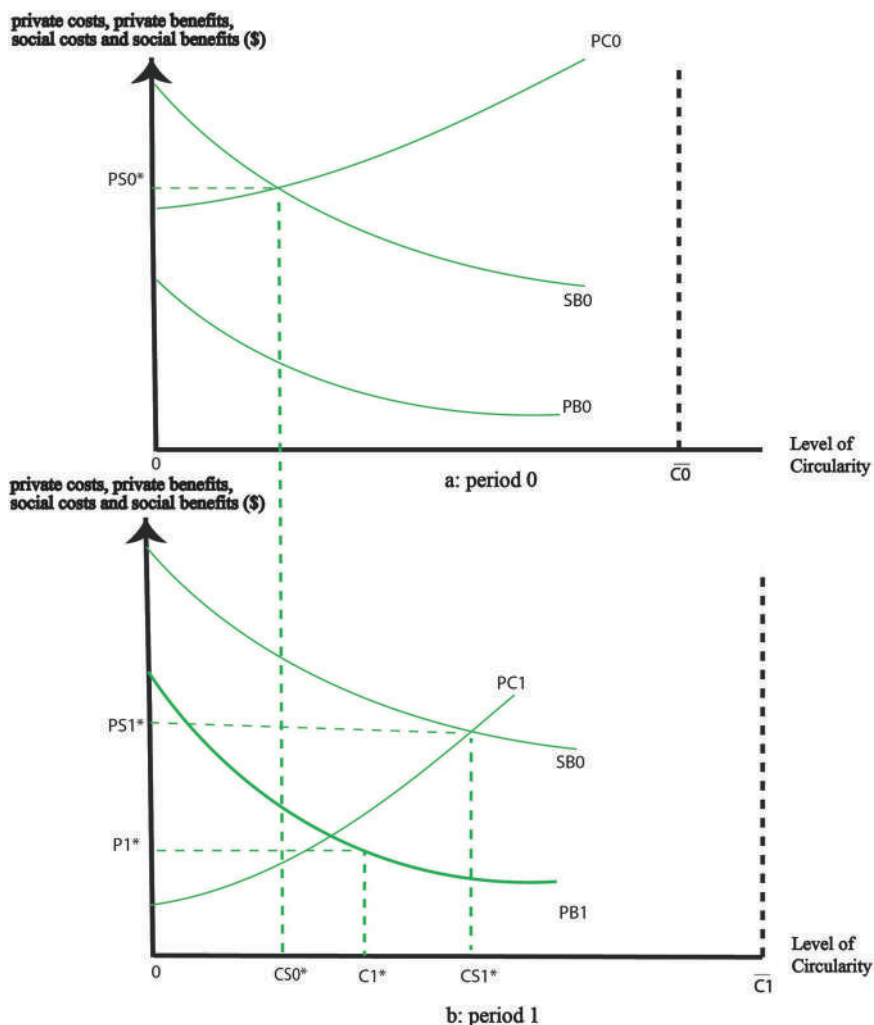 private costs, private benefits,
social costs and social benefits ($)
PC0
PS0*
SB0
PB0
0
C̅0̅
Level of
Circularity
a: period 0
private costs, private benefits,
social costs and social benefits ($)
PC1
PS1*
SB0
P1*
PB1
0
CS0*
C1*
CS1*
C̅1̅
Level of
Circularity
b: period 1